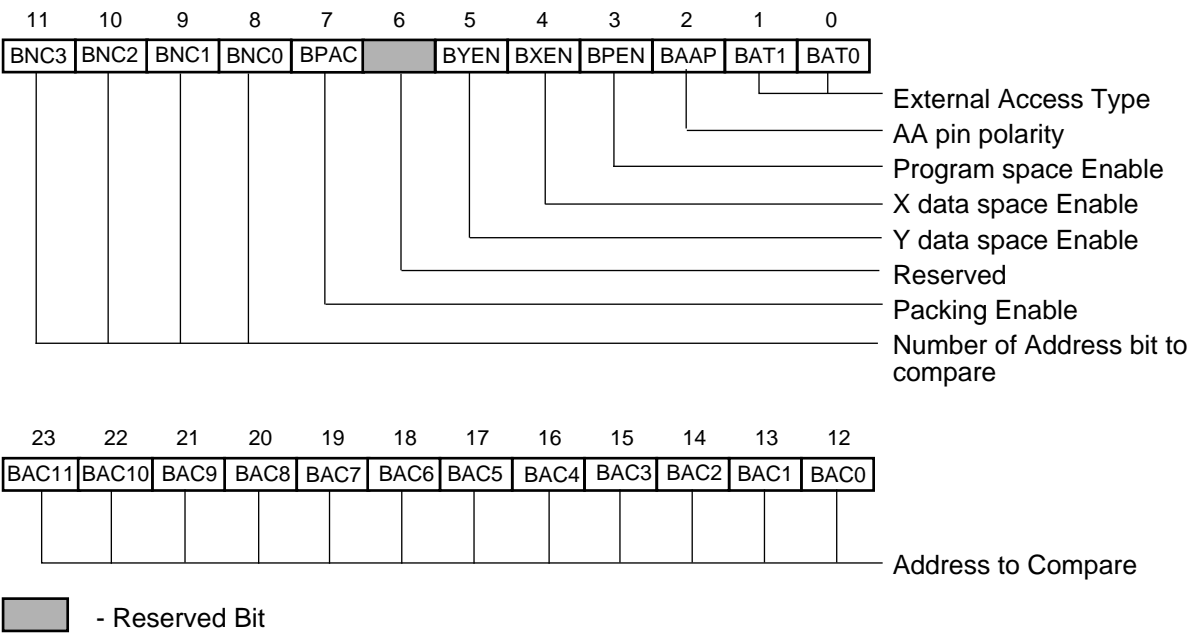 11 10 9 8 7 6 5 4 3 2 1 0
BNC3 BNC2 BNC1 BNC0 BPAC BYEN BXEN BPEN BAAP BAT1 BAT0
External Access Type
AA pin polarity
Program space Enable
X data space Enable
Y data space Enable
Reserved
Packing Enable
Number of Address bit to
compare
23 22 21 20 19 18 17 16 15 14 13 12
BAC11 BAC10 BAC9 BAC8 BAC7 BAC6 BAC5 BAC4 BAC3 BAC2 BAC1 BAC0
Address to Compare
- Reserved Bit